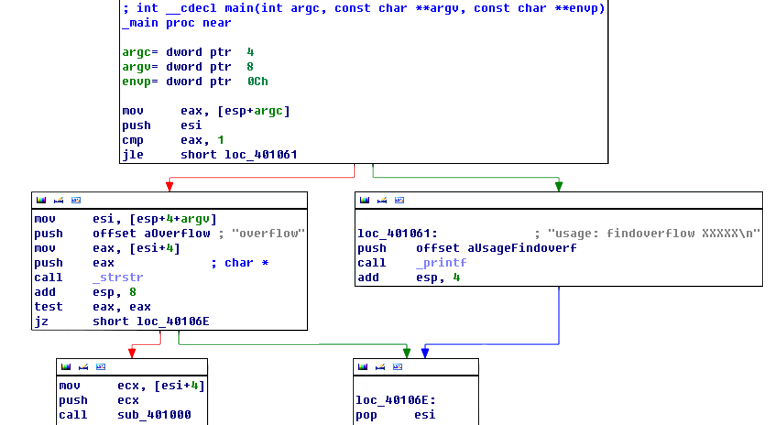 ; int __cdecl main(int argc, const char **argv, const char **envp)
_main proc near
argc= dword ptr  4
argv= dword ptr  8
envp= dword ptr  0Ch
mov     eax, [esp+argc]
push    esi
cmp     eax, 1
jle     short loc_401061
mov     esi, [esp+4+argv]
push    offset aOverflow ; "overflow"
mov     eax, [esi+4]
push    eax             ; char *
call    _strstr
add     esp, 8
test    eax, eax
jz      short loc_40106E
loc_401061:             ; "usage: findoverflow XXXXX\n"
push    offset aUsageFindoverf
call    _printf
add     esp, 4
mov     ecx, [esi+4]
push    ecx
call    sub_401000
loc_40106E:
pop     esi